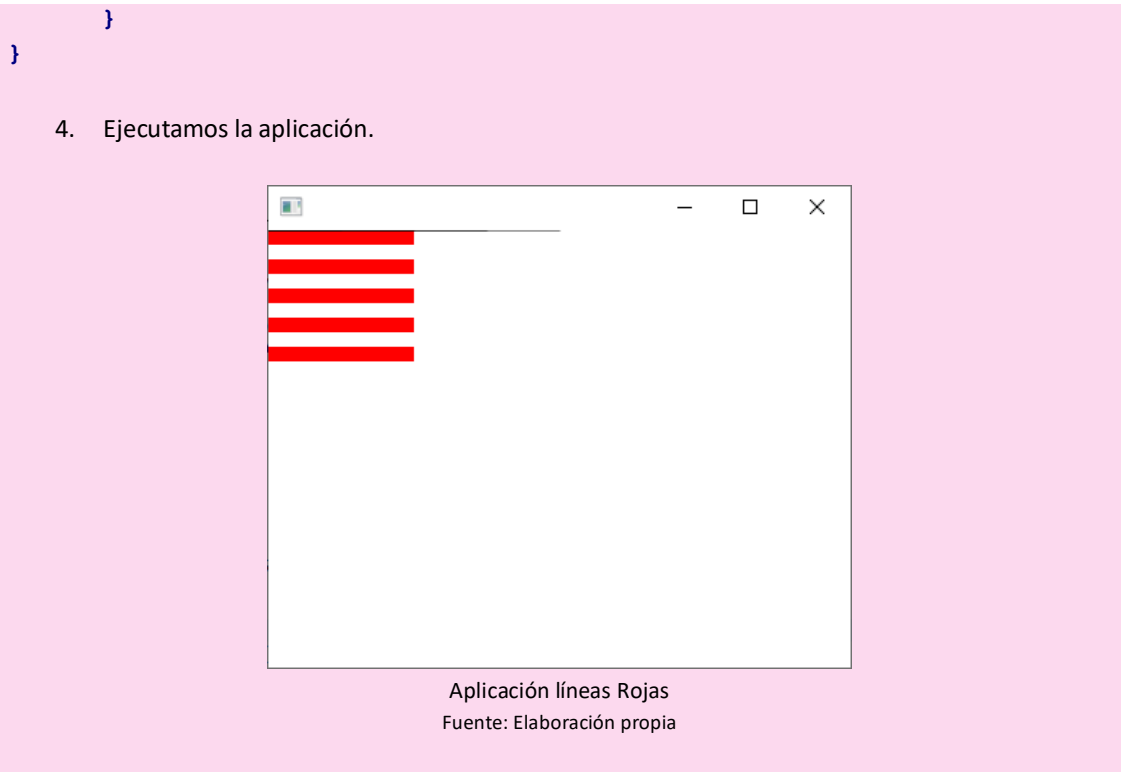 }
}
4. Ejecutamos la aplicación.
Aplicación líneas Rojas
Fuente: Elaboración propia